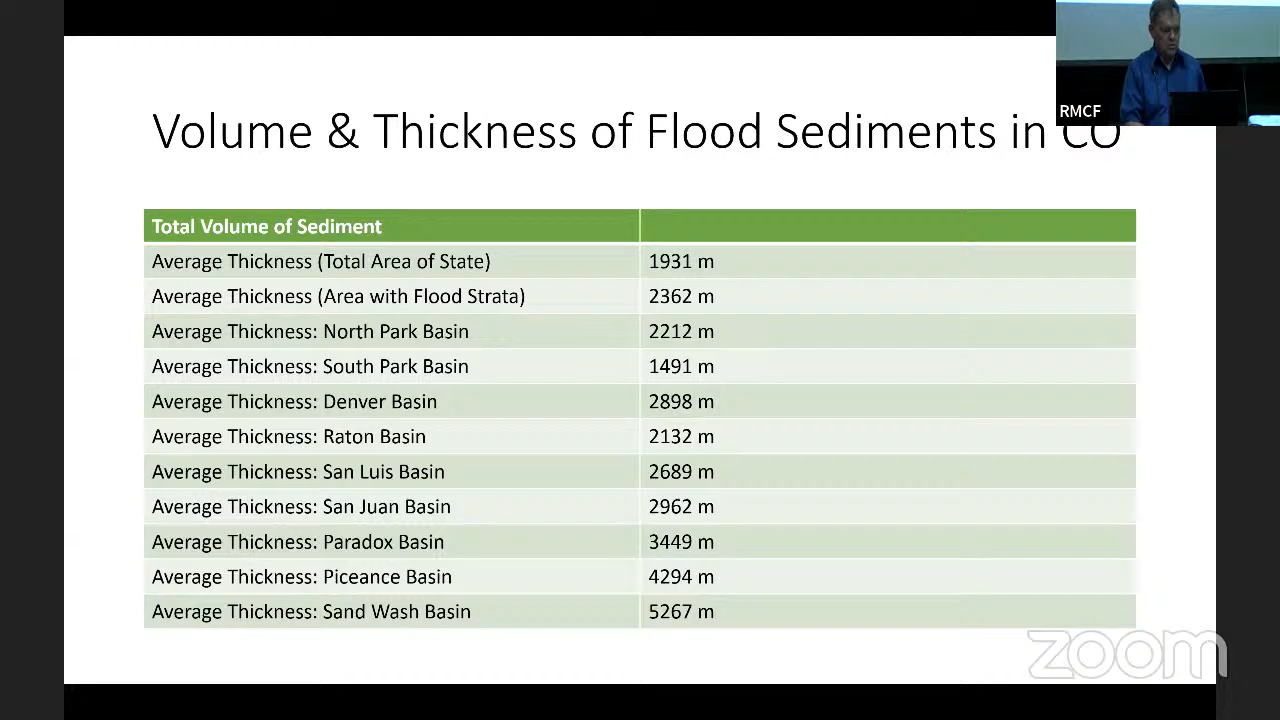 RMCF
Volume & Thickness of Flood Sediments in CO
Total Volume of Sediment
Average Thickness (Total Area of State) 1931 m
Average Thickness (Area with Flood Strata) 2362 m
Average Thickness: North Park Basin 2212 m
Average Thickness: South Park Basin 1491 m
Average Thickness: Denver Basin 2898 m
Average Thickness: Raton Basin 2132 m
Average Thickness: San Luis Basin 2689 m
Average Thickness: San Juan Basin 2962 m
Average Thickness: Paradox Basin 3449 m
Average Thickness: Piceance Basin 4294 m
Average Thickness: Sand Wash Basin 5267 m
zoom